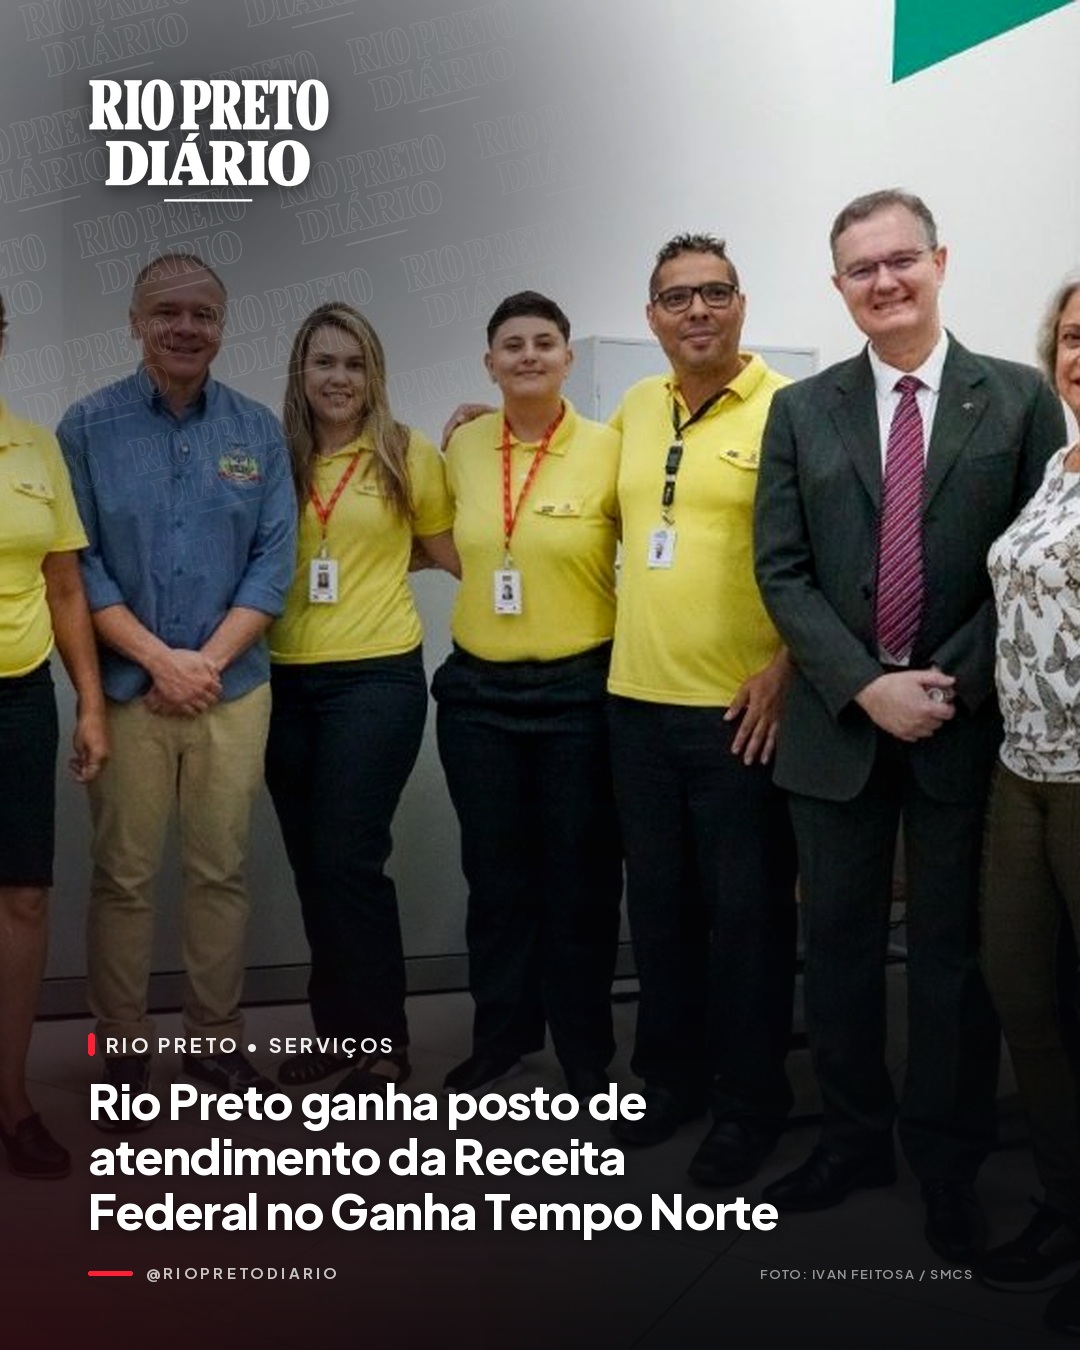 RIO PRETO
DIÁRIO
RIO PRETO • SERVIÇOS
Rio Preto ganha posto de
atendimento da Receita
Federal no Ganha Tempo Norte
@RIOPRETODIARIO
FOTO: IVAN FEITOSA / SMCS